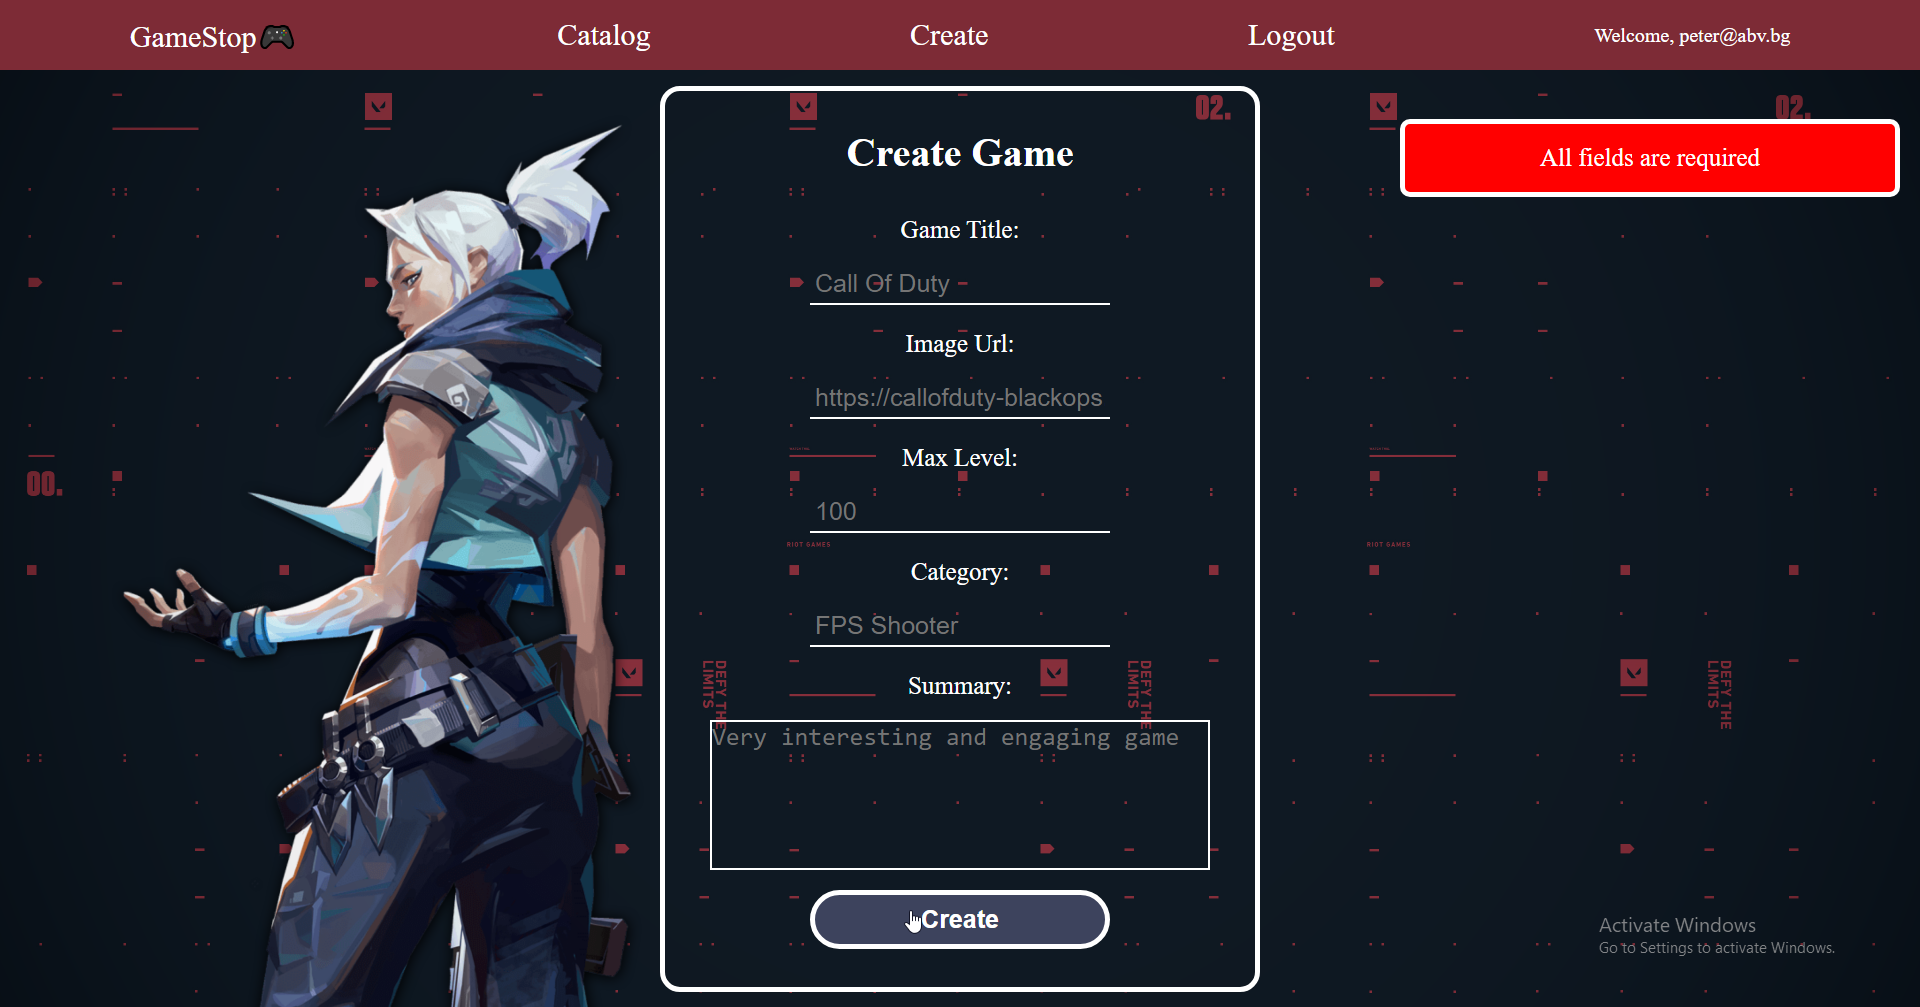 GameStop🎮 Catalog Create Logout Welcome, peter@abv.bg
02.
02.
All fields are required
Create Game
Game Title:
Call Of Duty
Image Url:
https://callofduty-blackops
Max Level:
100
00.
RIOT GAMES
RIOT GAMES
Category:
FPS Shooter
Summary:
DEFY THE
LIMITS
DEFY THE
LIMITS
DEFY THE
LIMITS
Very interesting and engaging game
Create
Activate Windows
Go to Settings to activate Windows.